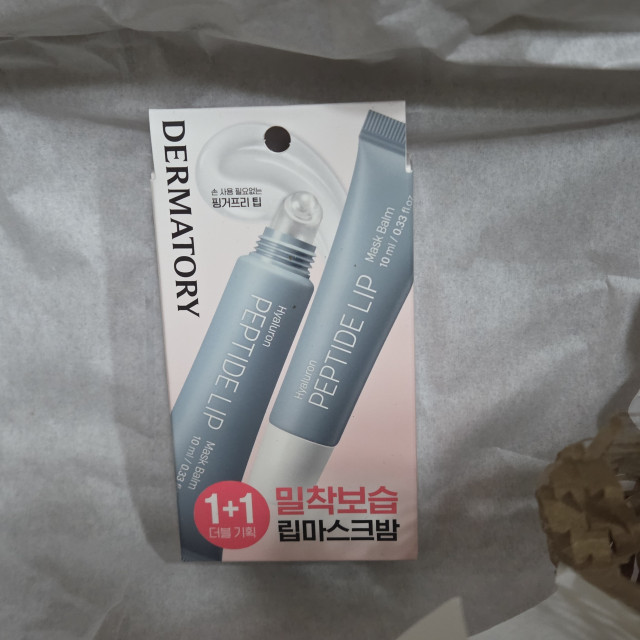 DERMATORY
손 사용 필요없는
핑거프리 팁
Hyaluron
PEPTIDE LIP
Mask Balm
10 ml / 0.33
Hyaluron
PEPTIDE LIP
Mask Balm
10 ml / 0.33 fl.oz
1+1
더블 기획
밀착보습
립마스크밤